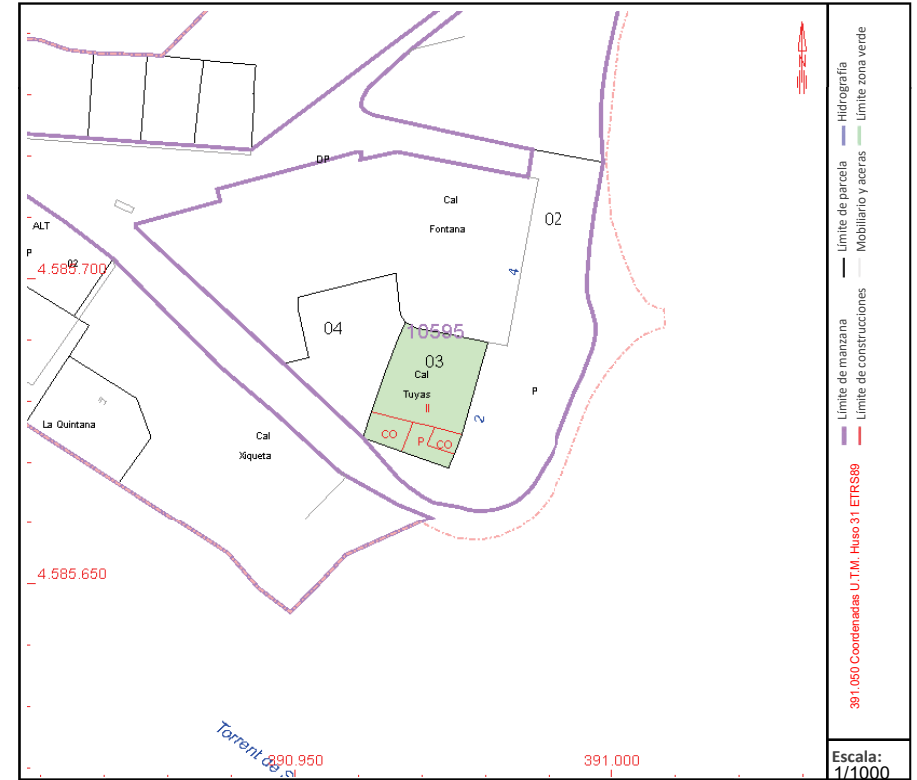 N
DP
Cal
Fontana
02
ALT
P
02
4.585.700
4
04
10595
03
Cal
Tuyas
II
P
2
CO
P
CO
La Quintana
Cal
Xiqueta
4.585.650
Torrent de
390.950
391.000
Límite de manzana
Límite de parcela
Hidrografía
Límite de construcciones
Mobiliario y aceras
Límite zona verde
391.050 Coordenadas U.T.M. Huso 31 ETRS89
Escala:
1/1000